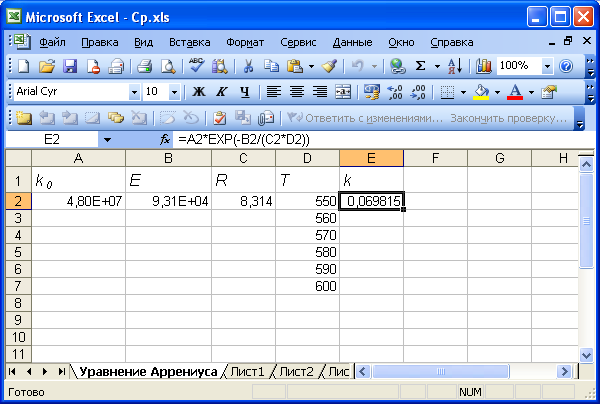 Microsoft Excel - Cp.xls
Файл Правка Вид Вставка Формат Сервис Данные Окно Справка
100%
Arial Cyr 10 Ж К Ч
Ответить с изменениями... Закончить проверку...
E2 fx =A2*EXP(-B2/(C2*D2))
A B C D E F G H
1 k0 E R T k
2 4,80E+07 9,31E+04 8,314 550 0,069815
3 560
4 570
5 580
6 590
7 600
8
9
10
11
Уравнение Аррениуса Лист1 Лист2 Лис
Готово NUM